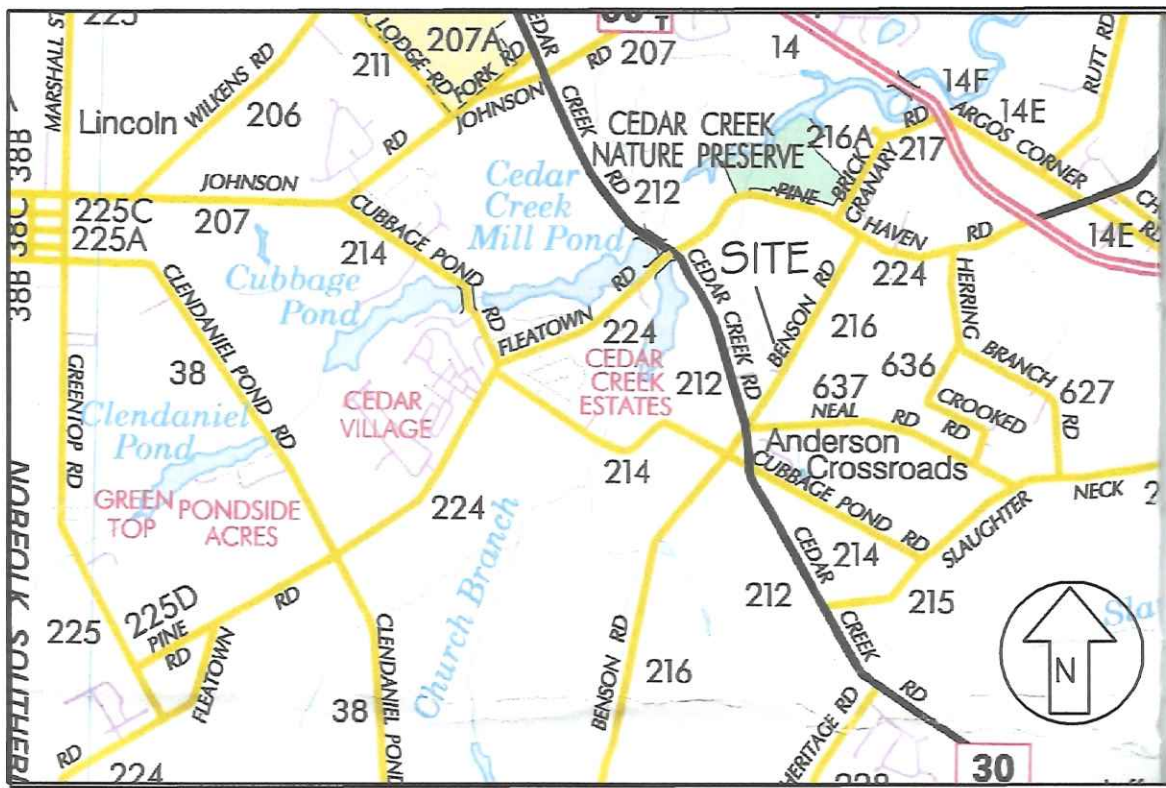 225
MARSHALL ST
WILKENS RD
Lincoln
206
211
LODGE RD
207A
FORK RD
JOHNSON RD
207
CEDAR CREEK RD
T
14
14F
14E
RUTT RD
ARGOS CORNER RD
CEDAR CREEK
NATURE PRESERVE
216A
BRICK GRANARY RD
217
212
PINE HAVEN RD
14E
38B
38C
38B
225C
225A
JOHNSON RD
207
CUBBAGE POND RD
214
Cubbage
Pond
Cedar
Creek
Mill Pond
SITE
BENSON RD
216
224
HERRING BRANCH RD
636
627
637
NEAL RD
CROOKED RD
FLEATOWN RD
224
CEDAR
CREEK
ESTATES
212
CEDAR CREEK RD
CLENDANIEL POND RD
38
GREENTOP RD
Clendaniel
Pond
CEDAR
VILLAGE
Anderson
Crossroads
214
CUBBAGE POND RD
214
SLAUGHTER NECK
2
GREEN
TOP
PONDSIDE
ACRES
224
NORFOLK SOUTHERN
Church Branch
212
CEDAR CREEK RD
215
Sla
N
225D
PINE RD
225
RD
FLEATOWN
RD
224
CLENDANIEL POND
38
BENSON RD
216
HERITAGE RD
30